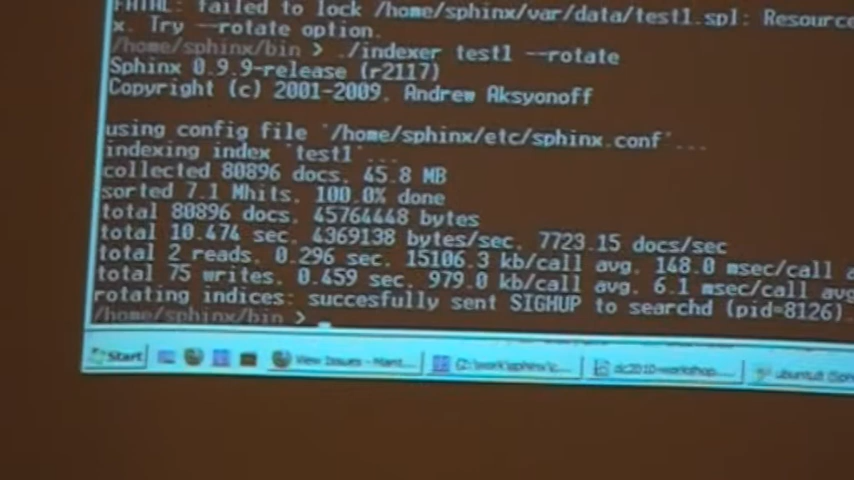 FATAL: failed to lock /home/sphinx/var/data/test1.spl: Resource
x. Try --rotate option.
/home/sphinx/bin > ./indexer test1 --rotate
Sphinx 0.9.9-release (r2117)
Copyright (c) 2001-2009, Andrew Aksyonoff
using config file '/home/sphinx/etc/sphinx.conf'...
indexing index 'test1'...
collected 80896 docs, 45.8 MB
sorted 7.1 Mhits, 100.0% done
total 80896 docs, 45764448 bytes
total 10.474 sec, 4369138 bytes/sec, 7723.15 docs/sec
total 2 reads, 0.296 sec, 15106.3 kb/call avg, 148.0 msec/call a
total 75 writes, 0.459 sec, 979.0 kb/call avg, 6.1 msec/call avg
rotating indices: succesfully sent SIGHUP to searchd (pid=8126).
/home/sphinx/bin >
Start View Issues - Mant... dc2010-workshop....